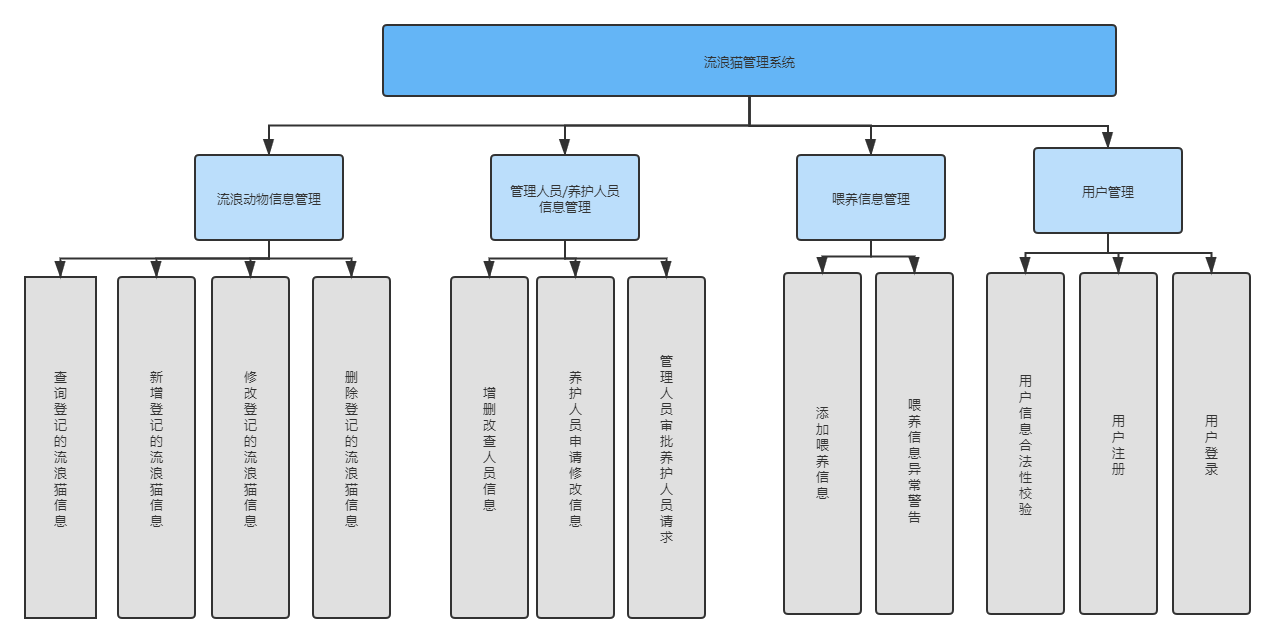 流浪猫管理系统
流浪动物信息管理
管理人员/养护人员
信息管理
喂养信息管理
用户管理
查询登记的流浪猫信息
新增登记的流浪猫信息
修改登记的流浪猫信息
删除登记的流浪猫信息
增删改查人员信息
养护人员申请修改信息
管理人员审批养护人员请求
添加喂养信息
喂养信息异常警告
用户信息合法性校验
用户注册
用户登录